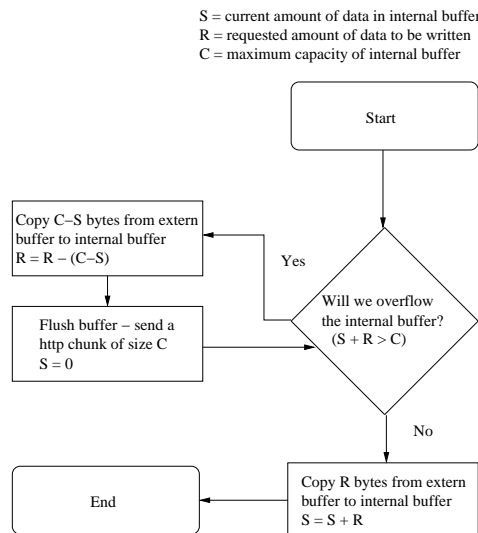 S = current amount of data in internal buffer
R = requested amount of data to be written
C = maximum capacity of internal buffer
Start
Copy C–S bytes from extern
buffer to internal buffer
R = R – (C–S)
Yes
Will we overflow
the internal buffer?
(S + R > C)
Flush buffer – send a
http chunk of size C
S = 0
No
Copy R bytes from extern
buffer to internal buffer
S = S + R
End